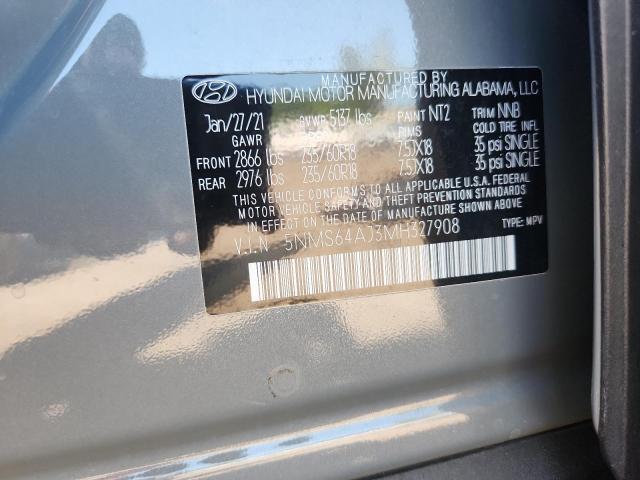 MANUFACTURED BY
HYUNDAI MOTOR MANUFACTURING ALABAMA, LLC
Jan/27/21 GVWR 5137 lbs PAINT NT2 TRIM NNB
GAWR TIRES RIMS COLD TIRE INFL
FRONT 2866 lbs 235/60R18 7.5JX18 35 psi SINGLE
REAR 2976 lbs 235/60R18 7.5JX18 35 psi SINGLE
THIS VEHICLE CONFORMS TO ALL APPLICABLE U.S.A. FEDERAL
MOTOR VEHICLE SAFETY AND THEFT PREVENTION STANDARDS
IN EFFECT ON THE DATE OF MANUFACTURE SHOWN ABOVE.
V.I.N 5NMS64AJ3MH327908 TYPE: MPV